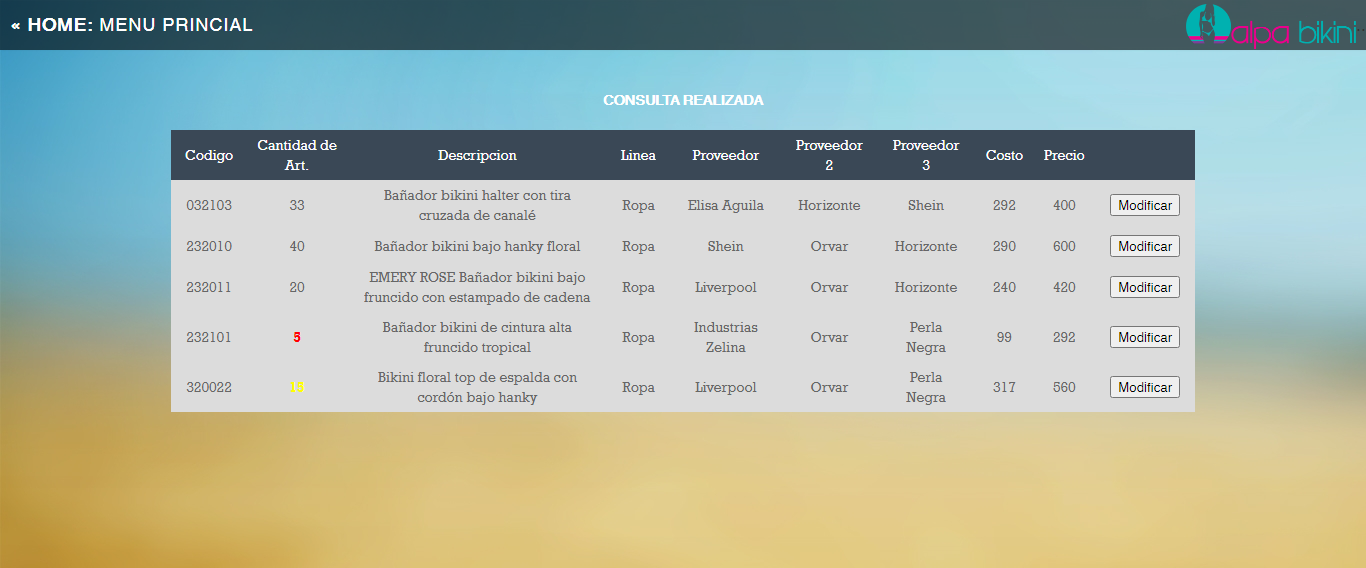 « HOME: MENU PRINCIAL
alpa bikini
CONSULTA REALIZADA
Codigo Cantidad de Art. Descripcion Linea Proveedor Proveedor 2 Proveedor 3 Costo Precio
032103 33 Bañador bikini halter con tira cruzada de canalé Ropa Elisa Aguila Horizonte Shein 292 400 Modificar
232010 40 Bañador bikini bajo hanky floral Ropa Shein Orvar Horizonte 290 600 Modificar
232011 20 EMERY ROSE Bañador bikini bajo fruncido con estampado de cadena Ropa Liverpool Orvar Horizonte 240 420 Modificar
232101 5 Bañador bikini de cintura alta fruncido tropical Ropa Industrias Zelina Orvar Perla Negra 99 292 Modificar
320022 Bikini floral top de espalda con cordón bajo hanky Ropa Liverpool Orvar Perla Negra 317 560 Modificar